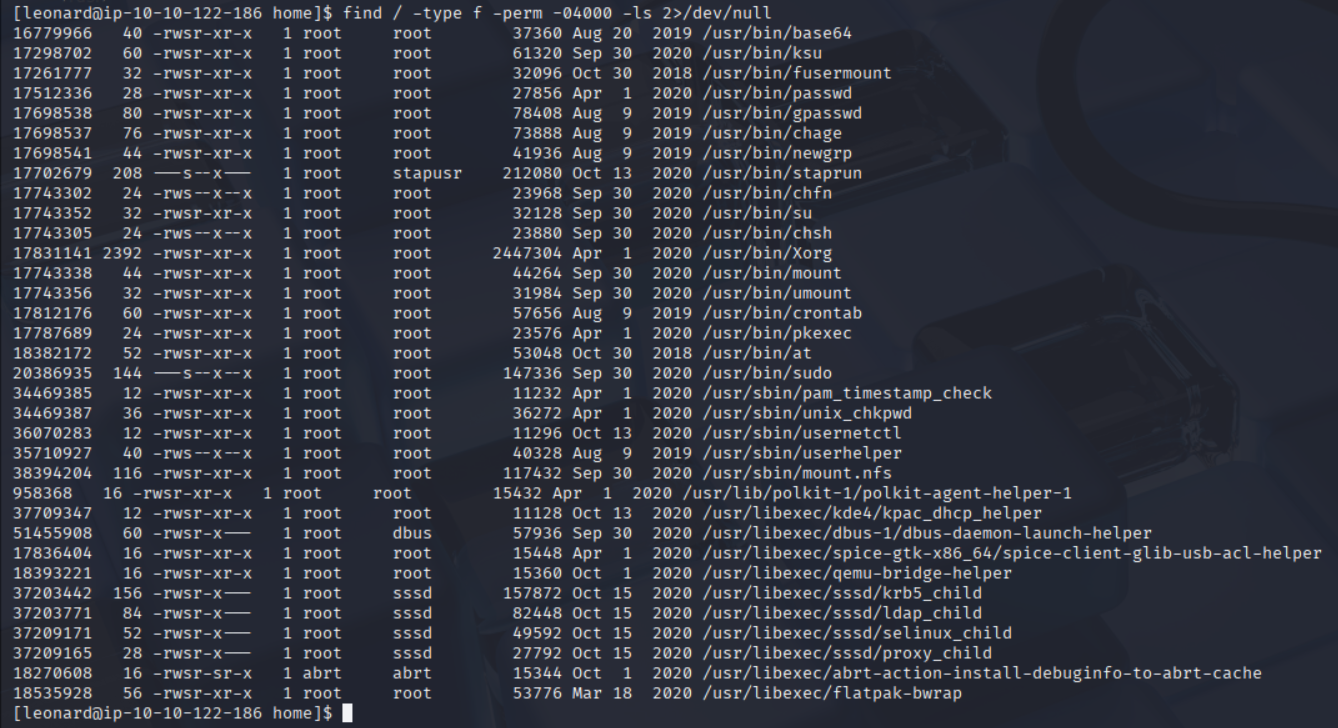 [leonard@ip-10-10-122-186 home]$ find / -type f -perm -04000 -ls 2>/dev/null
16779966   40 -rwsr-xr-x   1 root     root        37360 Aug 20  2019 /usr/bin/base64
17298702   60 -rwsr-xr-x   1 root     root        61320 Sep 30  2020 /usr/bin/ksu
17261777   32 -rwsr-xr-x   1 root     root        32096 Oct 30  2018 /usr/bin/fusermount
17512336   28 -rwsr-xr-x   1 root     root        27856 Apr  1  2020 /usr/bin/passwd
17698538   80 -rwsr-xr-x   1 root     root        78408 Aug  9  2019 /usr/bin/gpasswd
17698537   76 -rwsr-xr-x   1 root     root        73888 Aug  9  2019 /usr/bin/chage
17698541   44 -rwsr-xr-x   1 root     root        41936 Aug  9  2019 /usr/bin/newgrp
17702679  208 ---s--x---   1 root     stapusr    212080 Oct 13  2020 /usr/bin/staprun
17743302   24 -rws--x--x   1 root     root        23968 Sep 30  2020 /usr/bin/chfn
17743352   32 -rwsr-xr-x   1 root     root        32128 Sep 30  2020 /usr/bin/su
17743305   24 -rws--x--x   1 root     root        23880 Sep 30  2020 /usr/bin/chsh
17831141 2392 -rwsr-xr-x   1 root     root      2447304 Apr  1  2020 /usr/bin/Xorg
17743338   44 -rwsr-xr-x   1 root     root        44264 Sep 30  2020 /usr/bin/mount
17743356   32 -rwsr-xr-x   1 root     root        31984 Sep 30  2020 /usr/bin/umount
17812176   60 -rwsr-xr-x   1 root     root        57656 Aug  9  2019 /usr/bin/crontab
17787689   24 -rwsr-xr-x   1 root     root        23576 Apr  1  2020 /usr/bin/pkexec
18382172   52 -rwsr-xr-x   1 root     root        53048 Oct 30  2018 /usr/bin/at
20386935  144 ---s--x--x   1 root     root       147336 Sep 30  2020 /usr/bin/sudo
34469385   12 -rwsr-xr-x   1 root     root        11232 Apr  1  2020 /usr/sbin/pam_timestamp_check
34469387   36 -rwsr-xr-x   1 root     root        36272 Apr  1  2020 /usr/sbin/unix_chkpwd
36070283   12 -rwsr-xr-x   1 root     root        11296 Oct 13  2020 /usr/sbin/usernetctl
35710927   40 -rws--x--x   1 root     root        40328 Aug  9  2019 /usr/sbin/userhelper
38394204  116 -rwsr-xr-x   1 root     root       117432 Sep 30  2020 /usr/sbin/mount.nfs
958368   16 -rwsr-xr-x   1 root     root        15432 Apr  1  2020 /usr/lib/polkit-1/polkit-agent-helper-1
37709347   12 -rwsr-xr-x   1 root     root        11128 Oct 13  2020 /usr/libexec/kde4/kpac_dhcp_helper
51455908   60 -rwsr-x---   1 root     dbus        57936 Sep 30  2020 /usr/libexec/dbus-1/dbus-daemon-launch-helper
17836404   16 -rwsr-xr-x   1 root     root        15448 Apr  1  2020 /usr/libexec/spice-gtk-x86_64/spice-client-glib-usb-acl-helper
18393221   16 -rwsr-xr-x   1 root     root        15360 Oct  1  2020 /usr/libexec/qemu-bridge-helper
37203442  156 -rwsr-x---   1 root     sssd       157872 Oct 15  2020 /usr/libexec/sssd/krb5_child
37203771   84 -rwsr-x---   1 root     sssd        82448 Oct 15  2020 /usr/libexec/sssd/ldap_child
37209171   52 -rwsr-x---   1 root     sssd        49592 Oct 15  2020 /usr/libexec/sssd/selinux_child
37209165   28 -rwsr-x---   1 root     sssd        27792 Oct 15  2020 /usr/libexec/sssd/proxy_child
18270608   16 -rwsr-sr-x   1 abrt     abrt        15344 Oct  1  2020 /usr/libexec/abrt-action-install-debuginfo-to-abrt-cache
18535928   56 -rwsr-xr-x   1 root     root        53776 Mar 18  2020 /usr/libexec/flatpak-bwrap
[leonard@ip-10-10-122-186 home]$